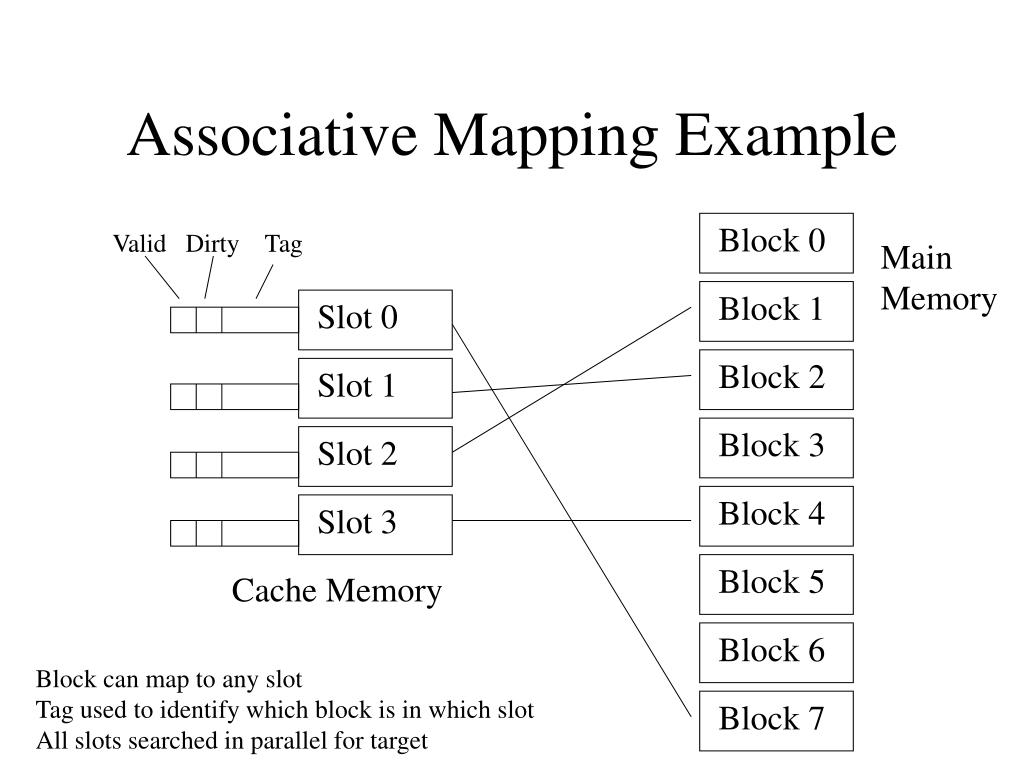 Associative Mapping Example
Valid Dirty Tag
Slot 0
Slot 1
Slot 2
Slot 3
Cache Memory
Block 0
Block 1
Block 2
Block 3
Block 4
Block 5
Block 6
Block 7
Main
Memory
Block can map to any slot
Tag used to identify which block is in which slot
All slots searched in parallel for target